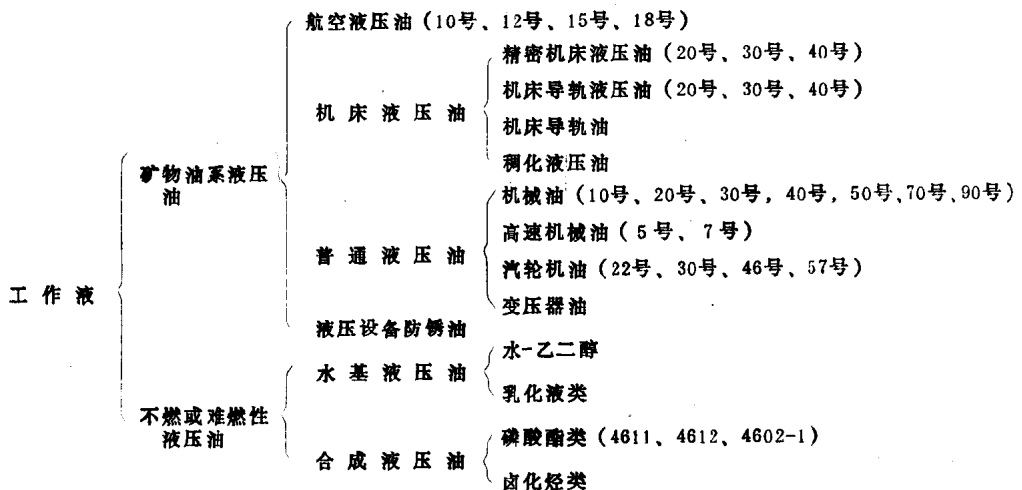 航空液压油（10号、12号、15号、18号）
精密机床液压油（20号、30号、40号）
机床导轨液压油（20号、30号、40号）
机床液压油
机床导轨油
稠化液压油
矿物油系液压
油
机械油（10号、20号、30号，40号，50号、70号、90号）
高速机械油（5号、7号）
普通液压油
汽轮机油（22号、30号、46号、57号）
工作液
变压器油
液压设备防锈油
水-乙二醇
水基液压油
乳化液类
不燃或难燃性
液压油
磷酸酯类（4611、4612、4602-1）
合成液压油
卤化烃类